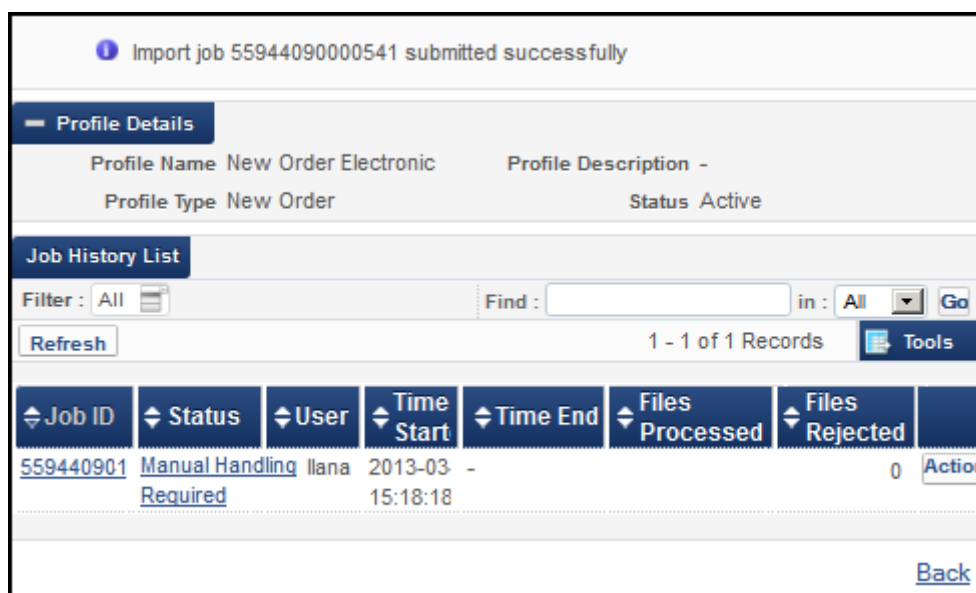 Import job 55944090000541 submitted successfully
Profile Details
Profile Name New Order Electronic Profile Description -
Profile Type New Order Status Active
Job History List
Filter : All Find : in : All Go
Refresh 1 - 1 of 1 Records Tools
Job ID Status User Time Start Time End Files Processed Files Rejected
559440901 Manual Handling Ilana 2013-03- - 0 Action
Required 15:18:18
Back